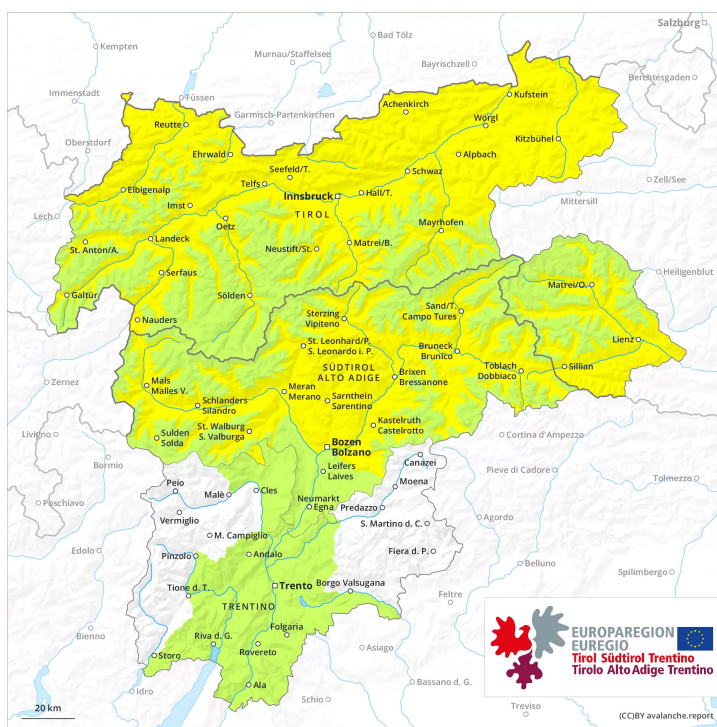 Salzburg
Bad Tölz
Kempten
Murnau/Staffelsee
Bayrischzell
Berchtesgaden
Immenstadt
Füssen
Garmisch-Partenkirchen
Achenkirch
Kufstein
Reutte
Wörgl
Oberstdorf
Ehrwald
Kitzbühel
Alpbach
Seefeld/T.
Schwaz
Zell/See
Telfs
Elbigenalp
Innsbruck
Hall/T.
Mittersill
Imst
Lech
TIROL
Oetz
Mayrhofen
St. Anton/A.
Landeck
Neustift/St.
Matrei/B.
Serfaus
Heiligenblut
Galtür
Sölden
Matrei/O.
Nauders
Sterzing
Vipiteno
Sand/T.
Campo Tures
St. Leonhard/P.
S. Leonardo i. P.
Bruneck
Brunico
Lienz
Toblach
Dobbiaco
Sillian
SÜDTIROL
ALTO ADIGE
Brixen
Bressanone
Zernez
Mals
Malles V.
Meran
Merano
Schlanders
Silandro
Sarnthein
Sarentino
Kastelruth
Castelrotto
St. Walburg
S. Valburga
Livigno
Sulden
Solda
Bozen
Bolzano
Cortina d'Ampezzo
Canazei
Bormio
Leifers
Laives
Pieve di Cadore
Tolmezzo
Peio
Malè
Cles
Moena
Poschiavo
Neumarkt
Egna
Predazzo
Vermiglio
S. Martino d. C.
Agordo
M. Campiglio
Edolo
Pinzolo
Andalo
Fiera d. P.
Belluno
Spilimbergo
Tione d. T.
Trento
Borgo Valsugana
Feltre
TRENTINO
Bienno
Riva d. G.
Folgaria
Storo
Rovereto
Asiago
Idro
Ala
Bassano d. G.
Schio
Treviso
EUROPAREGION
EUREGIO
Tirol Südtirol Trentino
Tirolo Alto Adige Trentino
20 km
(CC)BY avalanche.report